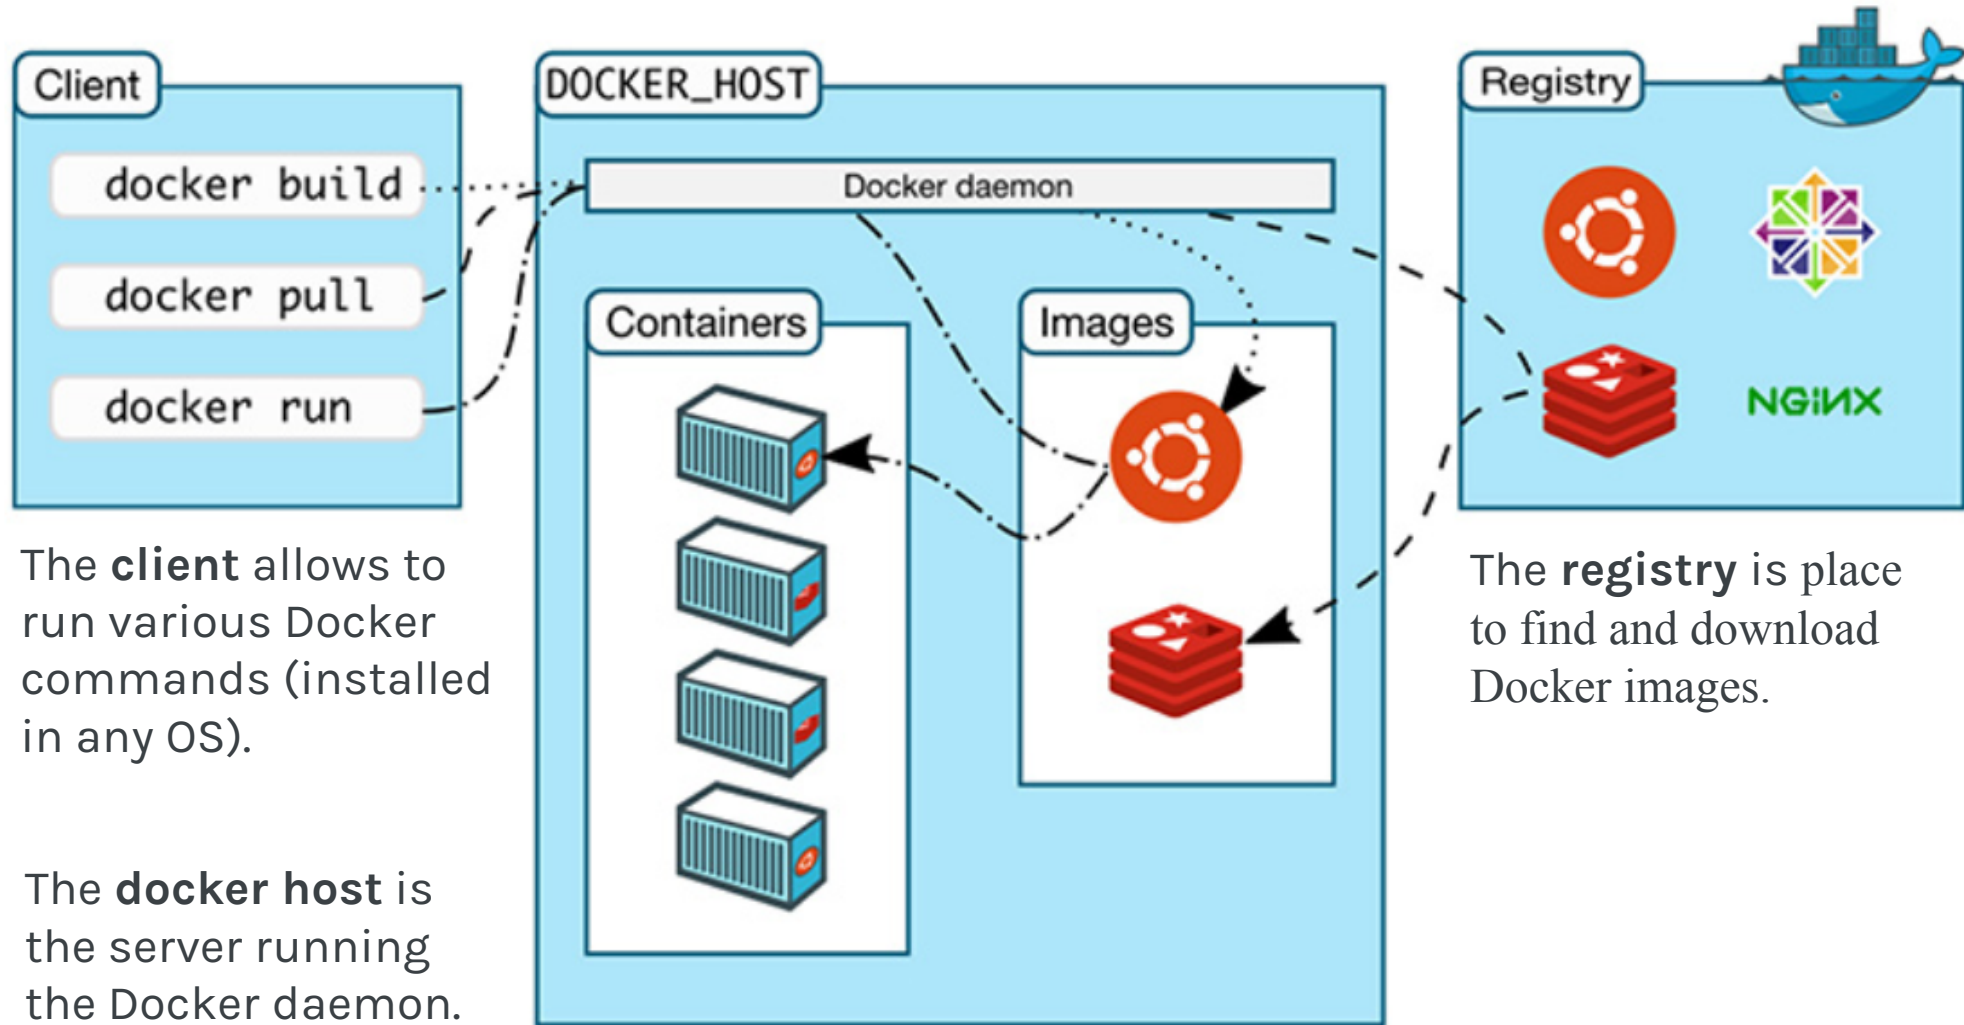 Client
docker build
docker pull
docker run
The client allows to
run various Docker
commands (installed
in any OS).
The docker host is
the server running
the Docker daemon.
DOCKER_HOST
Docker daemon
Containers
Images
Registry
NGiNX
The registry is place
to find and download
Docker images.